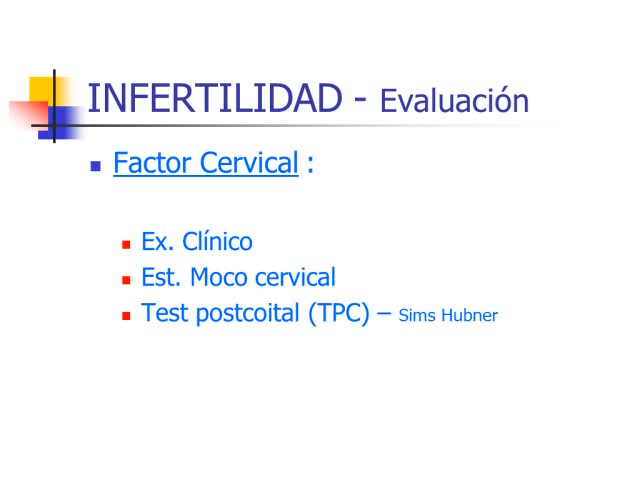 INFERTILIDAD - Evaluación
Factor Cervical :
Ex. Clínico
Est. Moco cervical
Test postcoital (TPC) – Sims Hubner